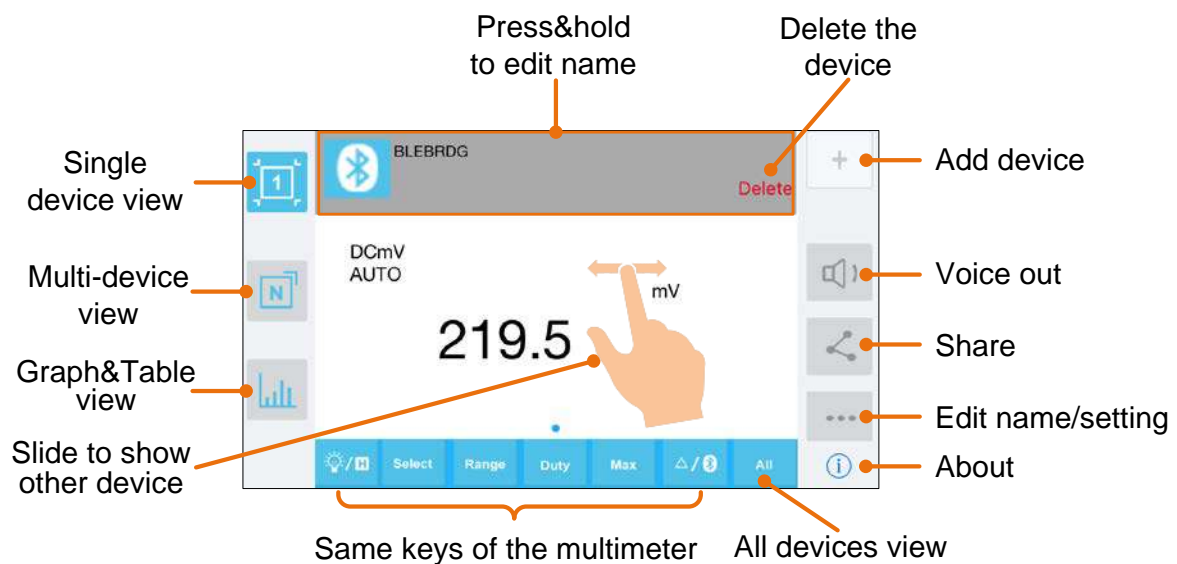 Press&hold
to edit name
Delete the
device
Single
device view
BLEBRDG
Delete
+
Add device
1
DCmV
AUTO
mV
219.5
Multi-device
view
N
Voice out
Graph&Table
view
Share
Edit name/setting
Slide to show
other device
/H
Select
Range
Duty
Max
△/
All
i
About
Same keys of the multimeter
All devices view